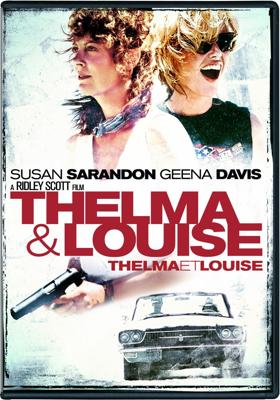 SUSAN SARANDON GEENA DAVIS
A RIDLEY SCOTT FILM
THELMA
& LOUISE
THELMA ET LOUISE